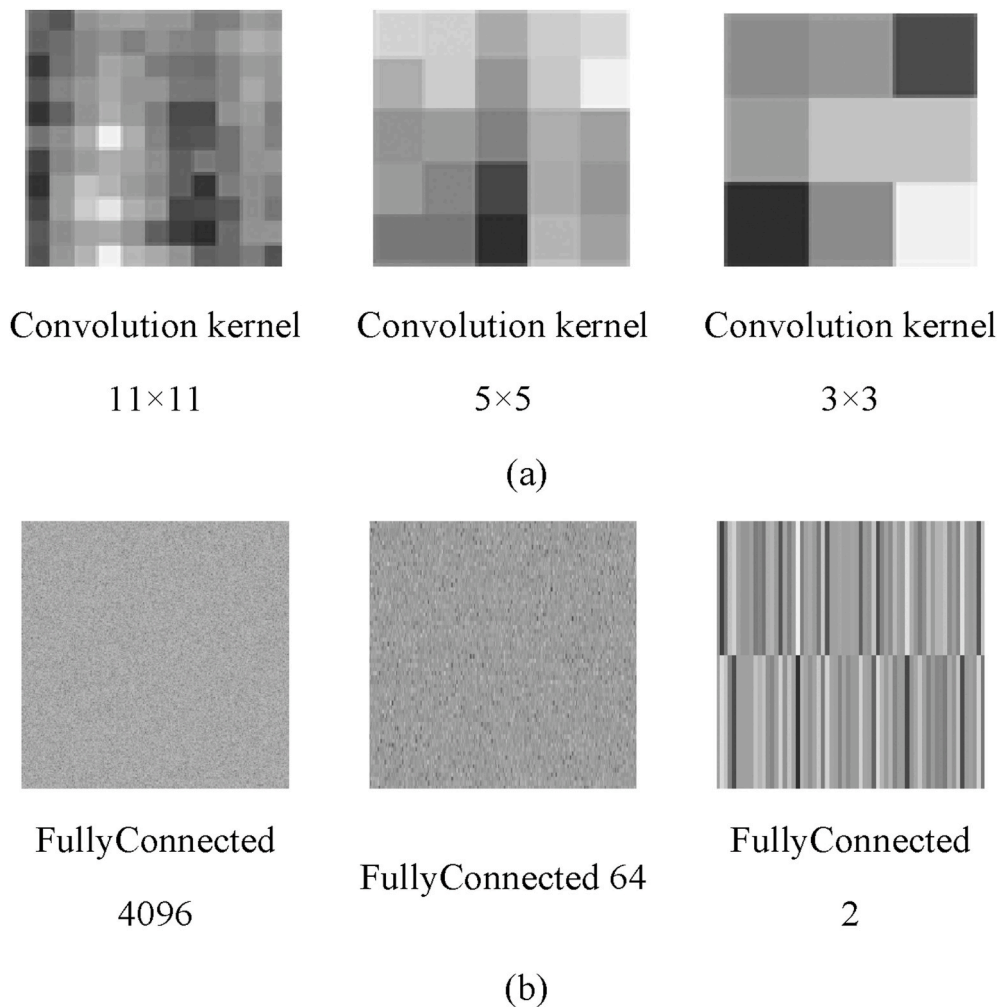 Convolution kernel Convolution kernel Convolution kernel
11×11 5×5 3×3
(a)
FullyConnected FullyConnected 64 FullyConnected
4096 2
(b)